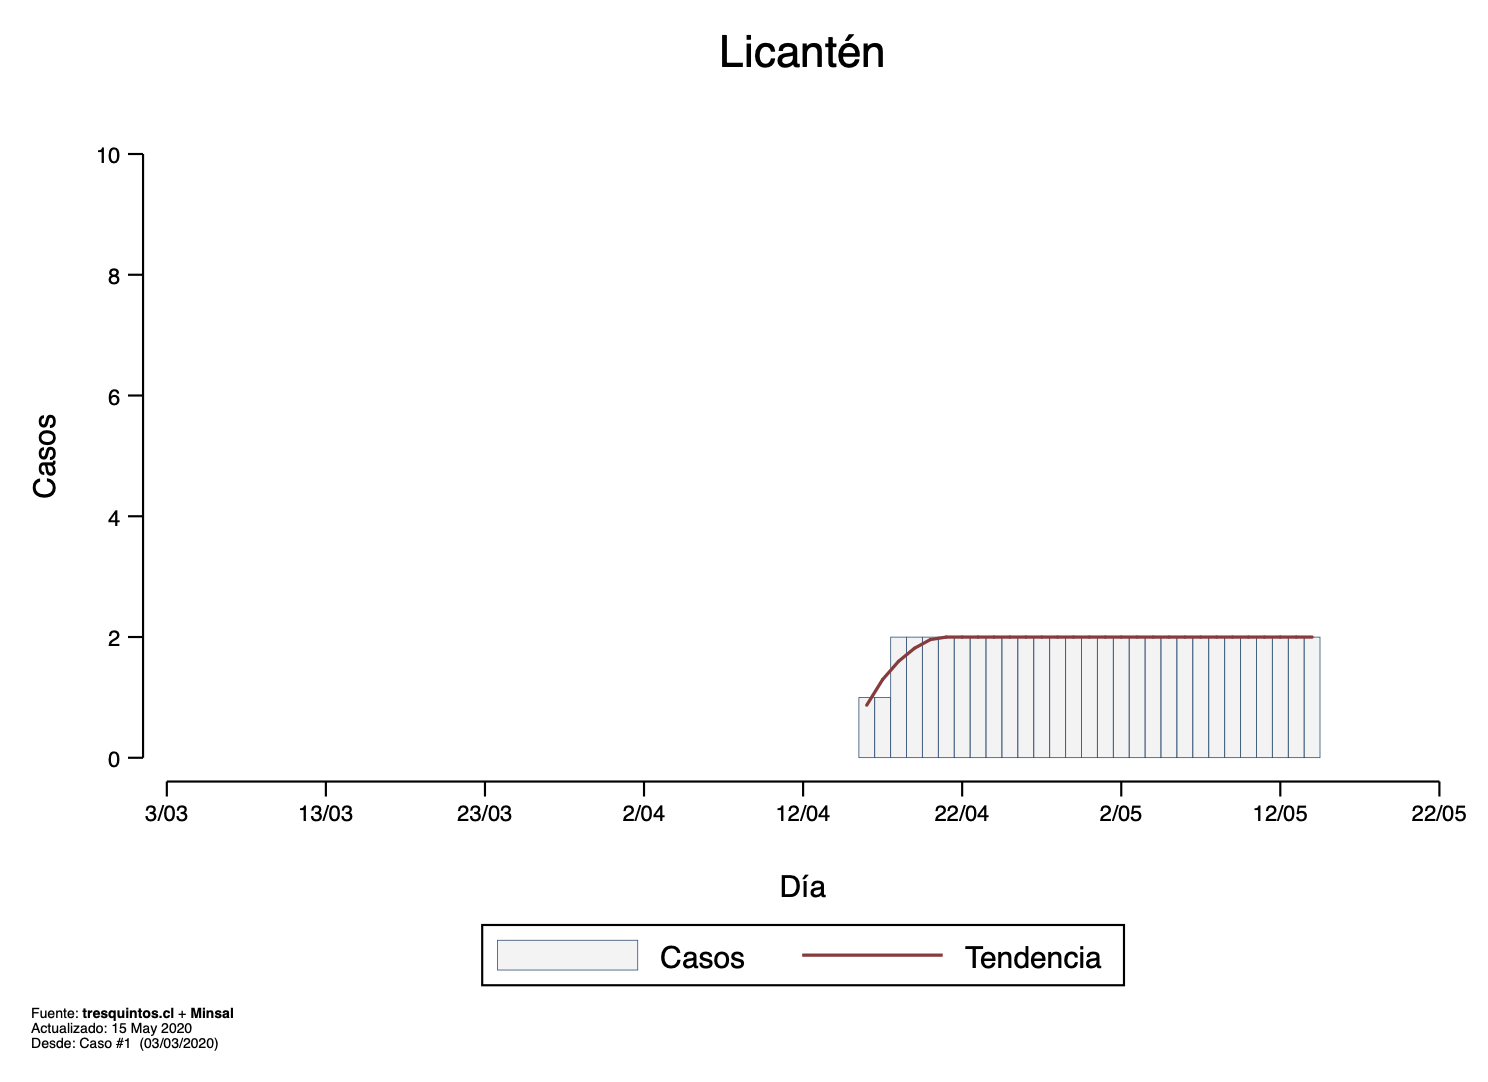 Licantén
10
8
6
4
2
0
Casos
3/03 13/03 23/03 2/04 12/04 22/04 2/05 12/05 22/05
Día
Casos Tendencia
Fuente: tresquintos.cl + Minsal
Actualizado: 15 May 2020
Desde: Caso #1 (03/03/2020)